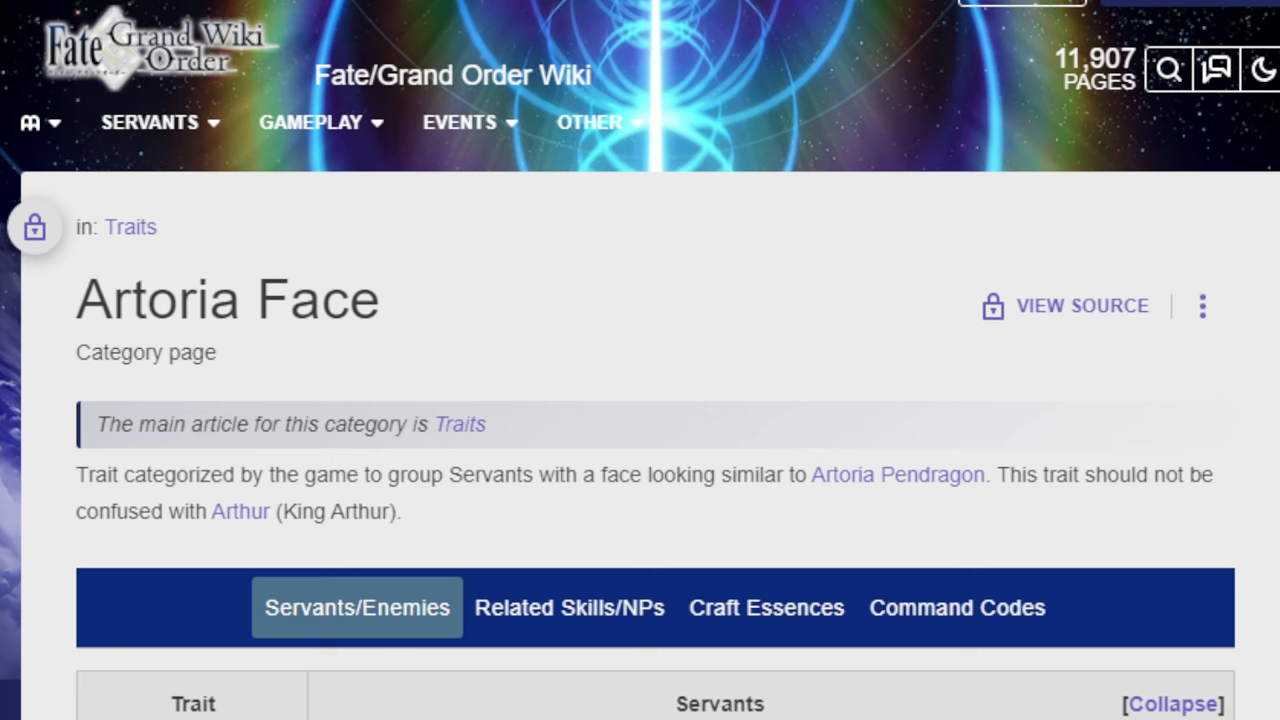 Fate Grand Wiki
Order
Fate/Grand Order Wiki
11,907
PAGES
SERVANTS
GAMEPLAY
EVENTS
OTHER
in: Traits
Artoria Face
VIEW SOURCE
Category page
The main article for this category is Traits
Trait categorized by the game to group Servants with a face looking similar to Artoria Pendragon. This trait should not be
confused with Arthur (King Arthur).
Servants/Enemies
Related Skills/NPs
Craft Essences
Command Codes
Trait
Servants
[Collapse]